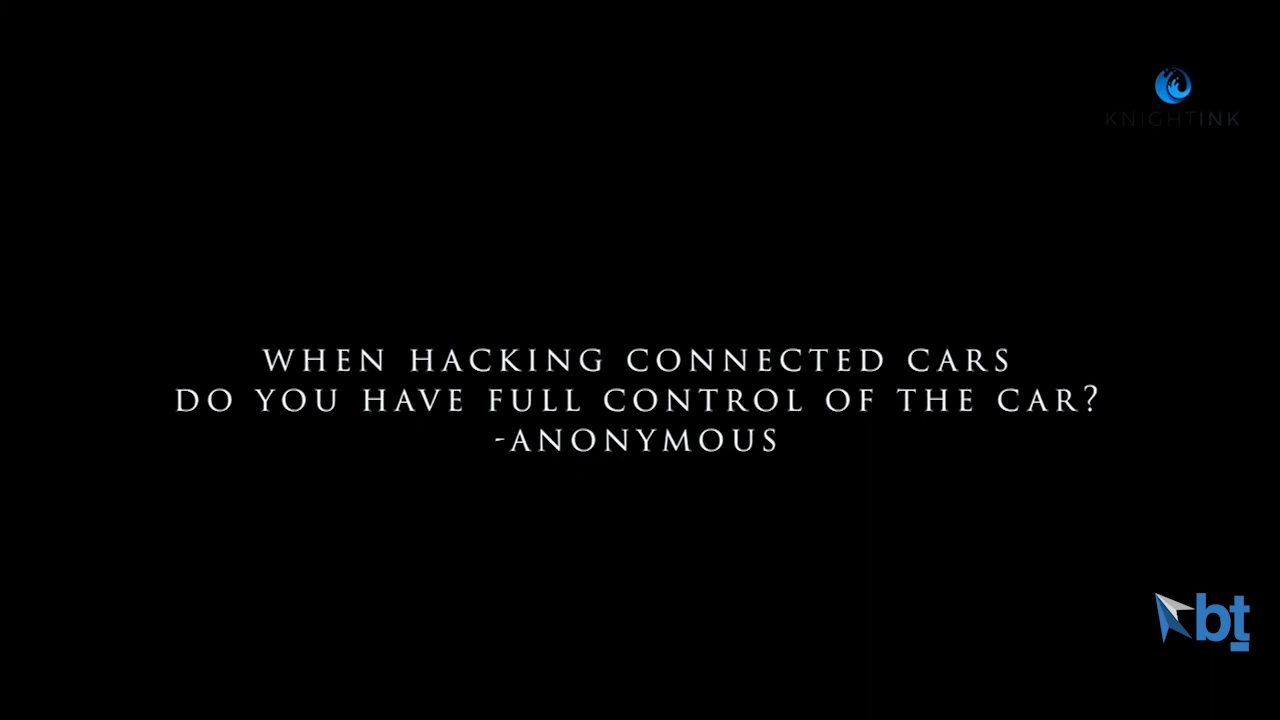 KNIGHTINK
WHEN HACKING CONNECTED CARS
DO YOU HAVE FULL CONTROL OF THE CAR?
-ANONYMOUS
bt